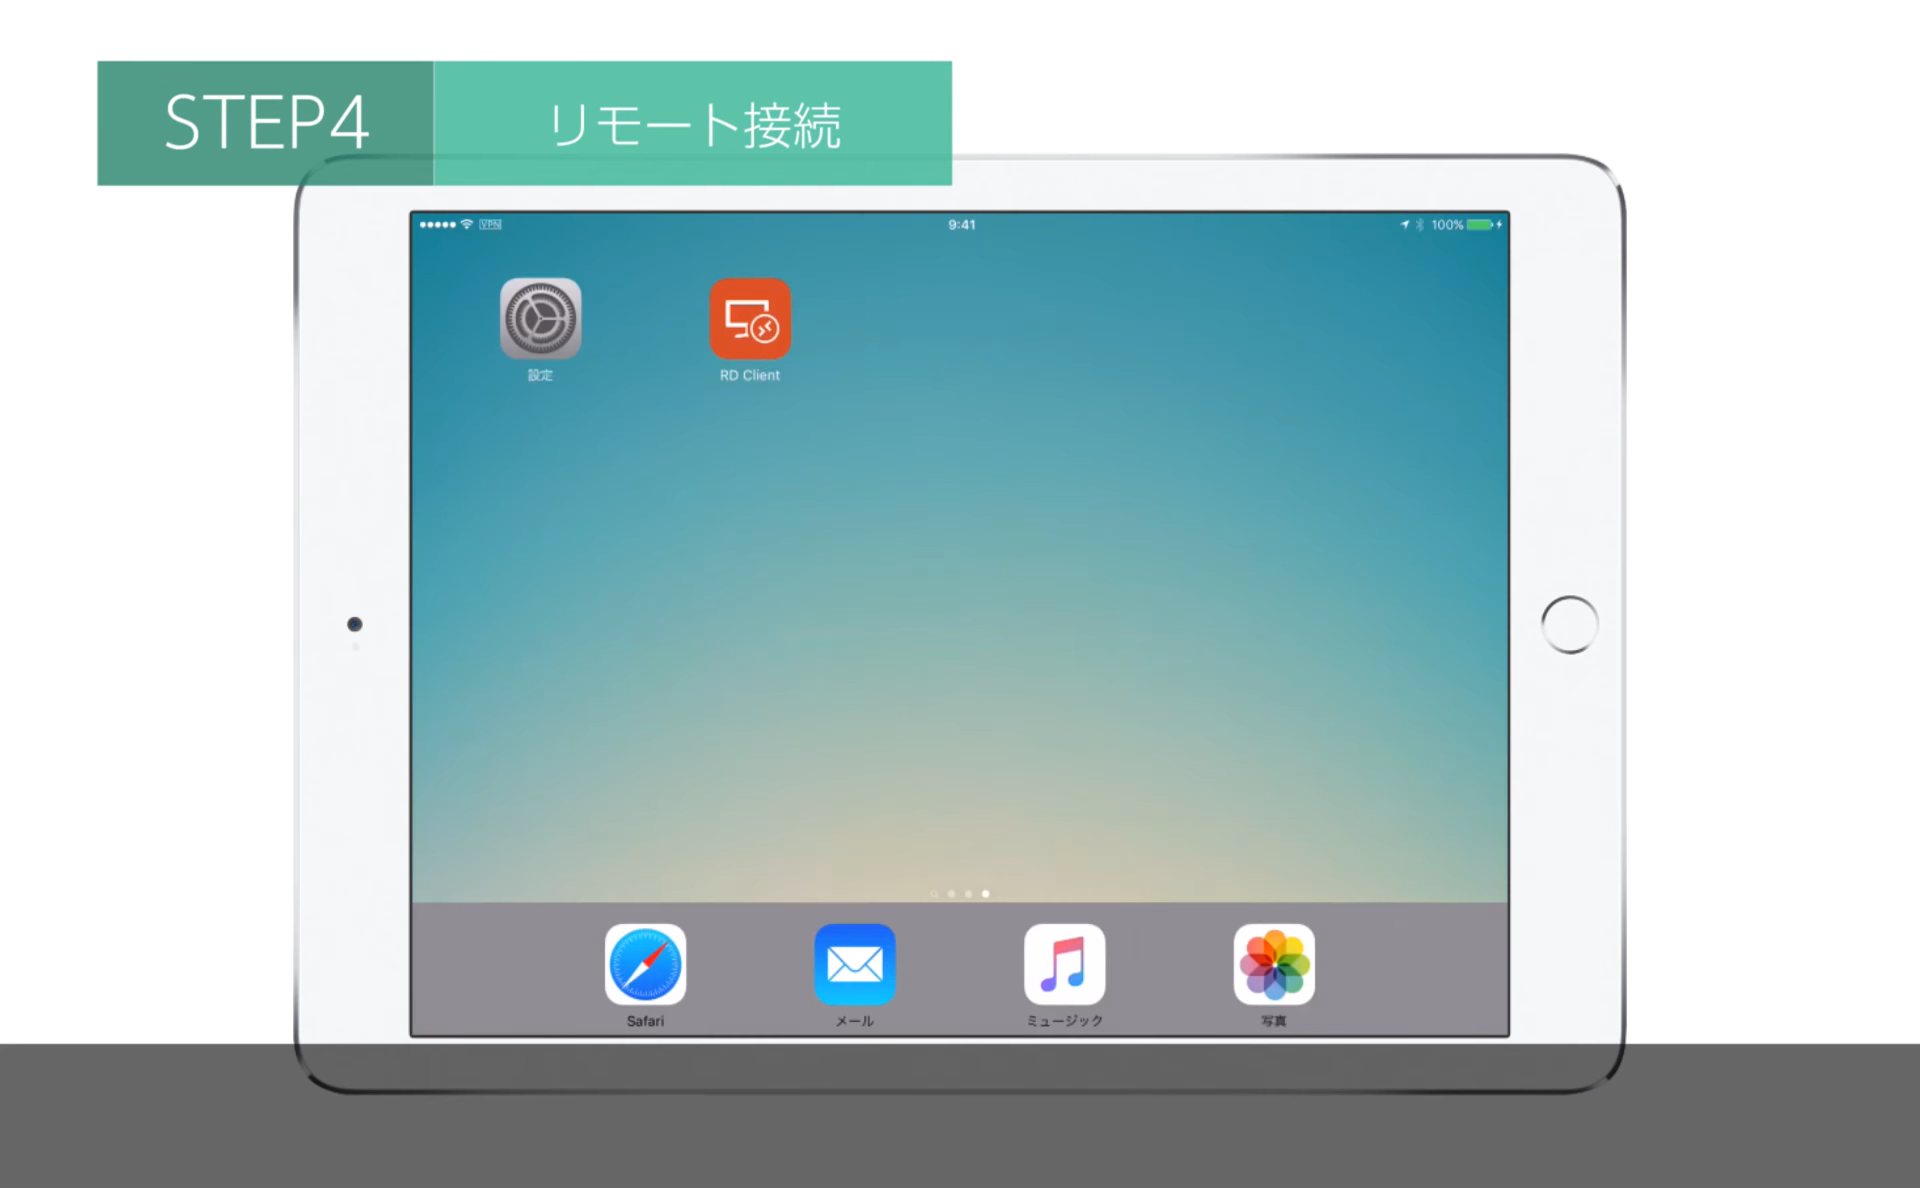 STEP4 リモート接続
VPN 9:41 100%
設定 RD Client
Safari メール ミュージック 写真